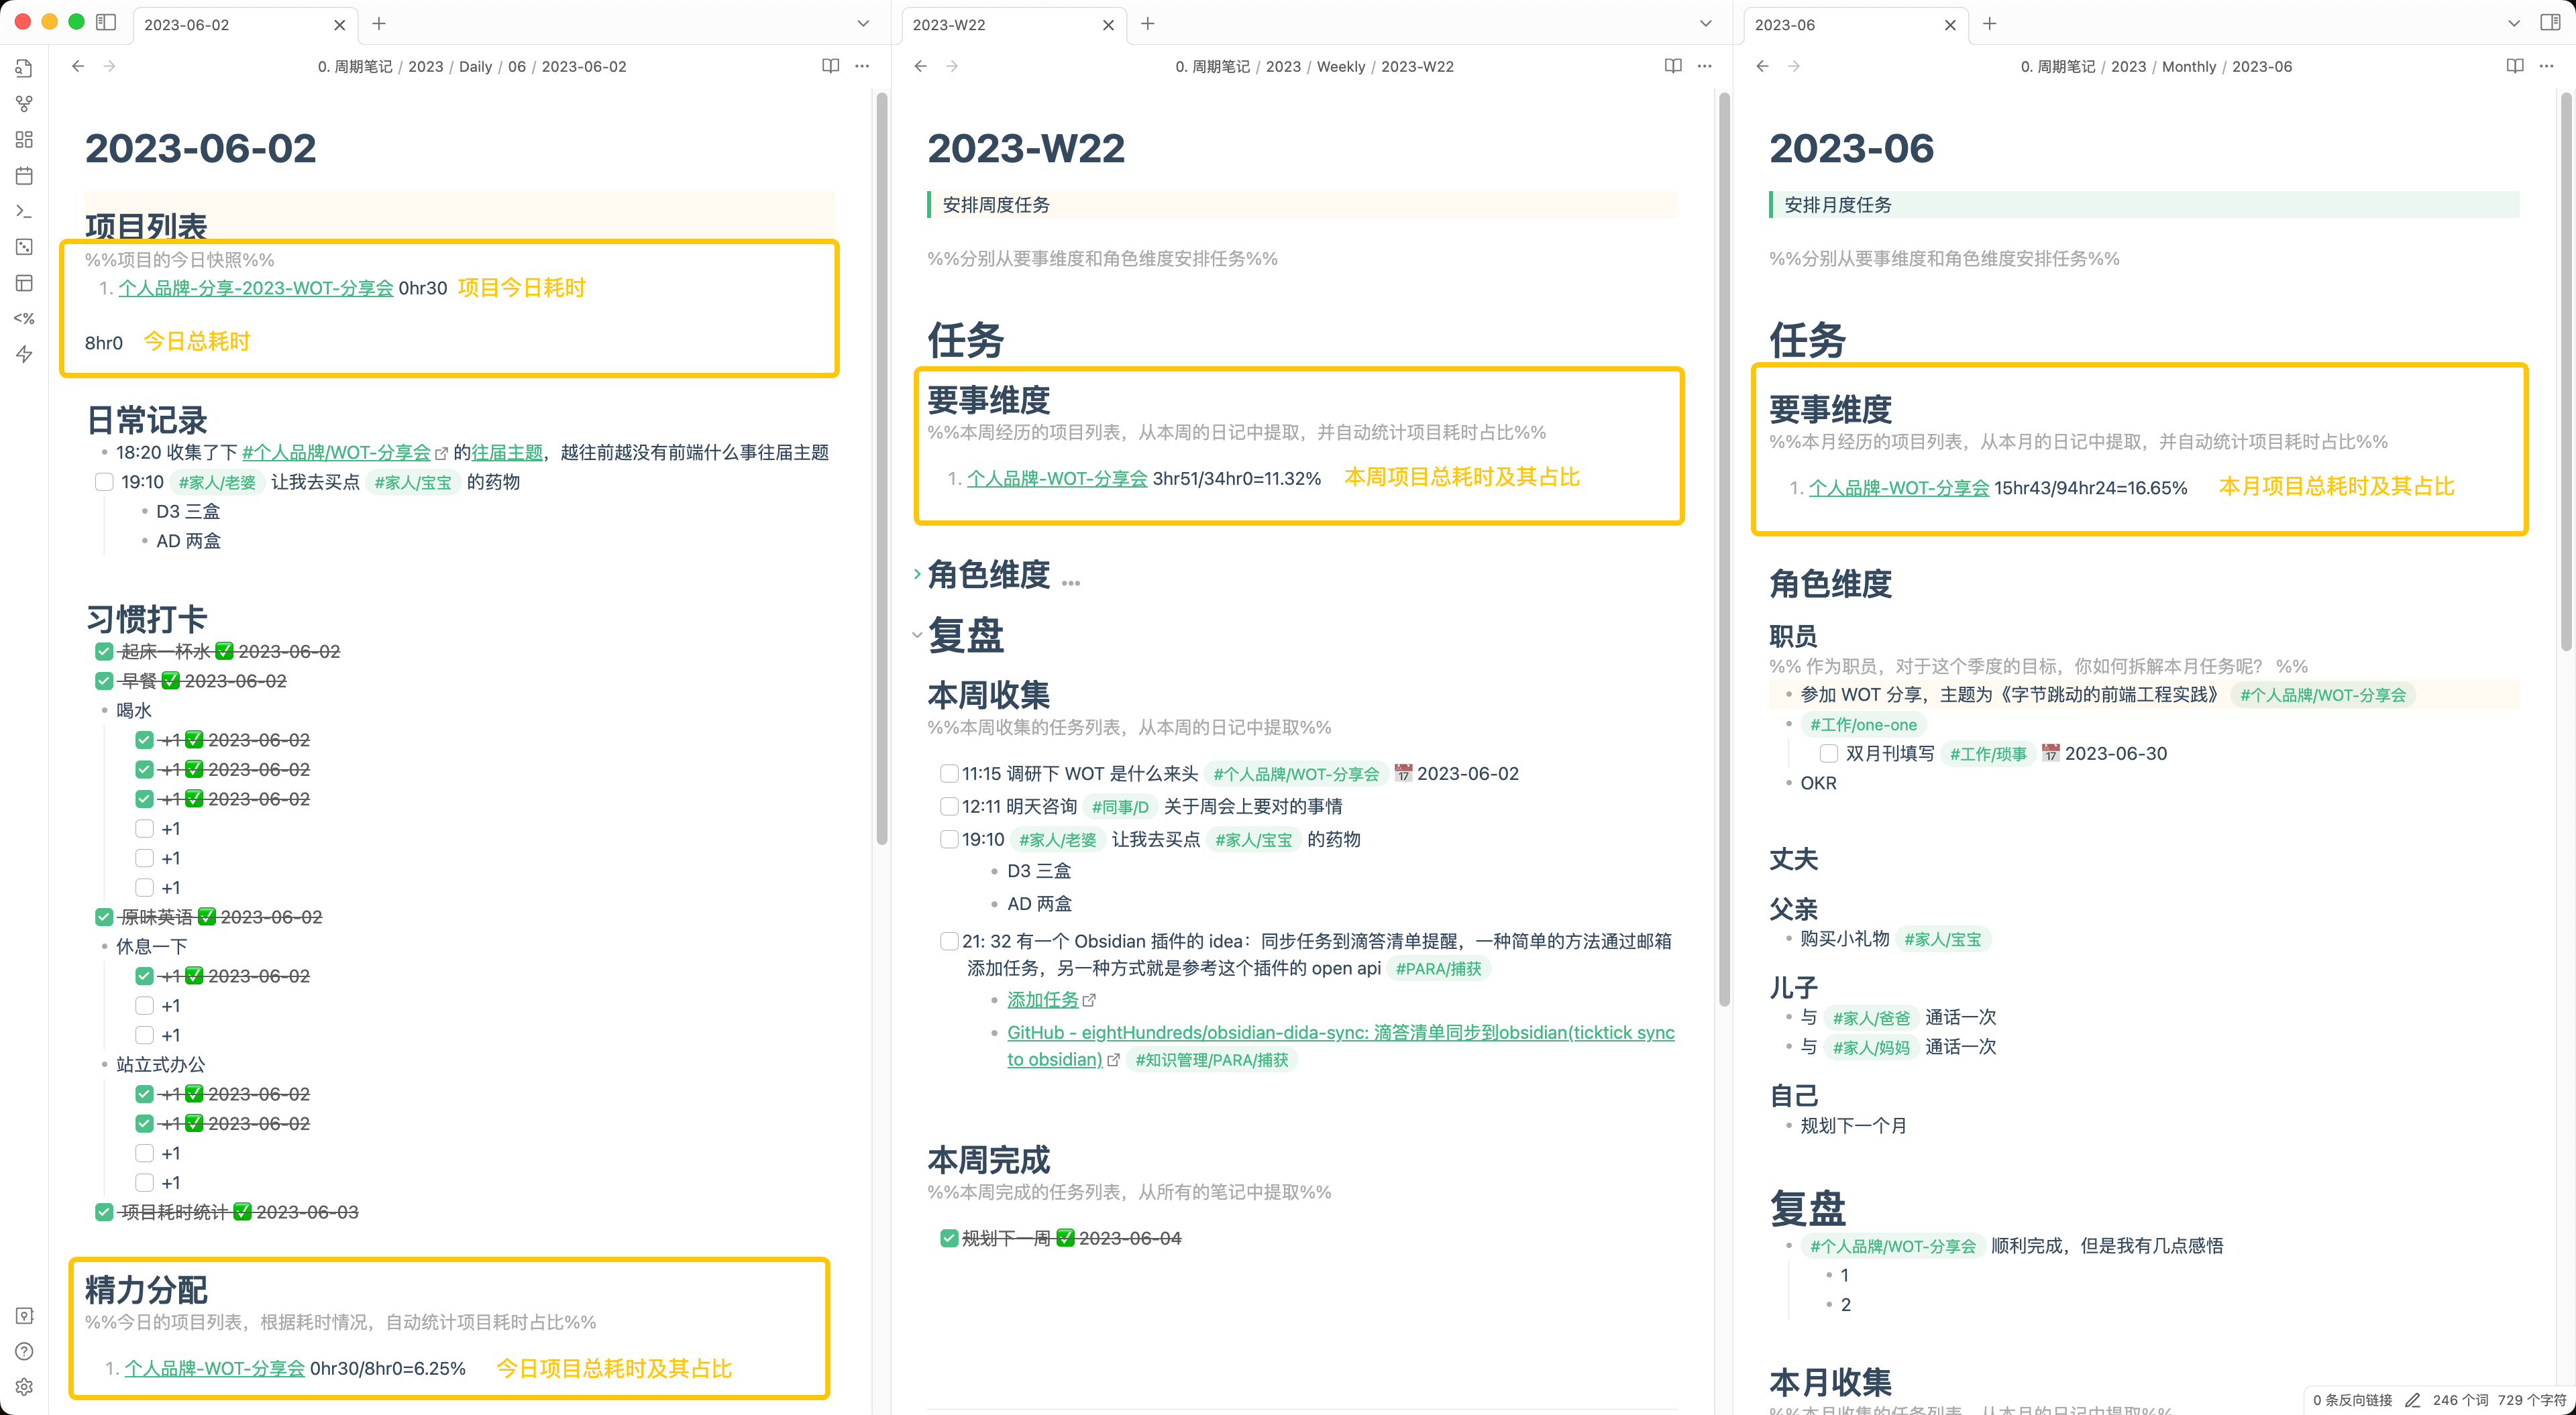 2023-06-02
0. 周期笔记 / 2023 / Daily / 06 / 2023-06-02
2023-06-02
项目列表
%%项目的今日快照%%
1. 个人品牌-分享-2023-WOT-分享会 0hr30 项目今日耗时
8hr0 今日总耗时
日常记录
18:20 收集了下 #个人品牌/WOT-分享会 的往届主题，越往前越没有前端什么事往届主题
19:10 #家人/老婆 让我去买点 #家人/宝宝 的药物
D3 三盒
AD 两盒
习惯打卡
起床一杯水 ✅ 2023-06-02
早餐 ✅ 2023-06-02
喝水
+1 ✅ 2023-06-02
+1 ✅ 2023-06-02
+1 ✅ 2023-06-02
+1
+1
+1
原味英语 ✅ 2023-06-02
休息一下
+1 ✅ 2023-06-02
+1
+1
站立式办公
+1 ✅ 2023-06-02
+1 ✅ 2023-06-02
+1
+1
项目耗时统计 ✅ 2023-06-03
精力分配
%%今日的项目列表，根据耗时情况，自动统计项目耗时占比%%
1. 个人品牌-WOT-分享会 0hr30/8hr0=6.25% 今日项目总耗时及其占比
2023-W22
0. 周期笔记 / 2023 / Weekly / 2023-W22
2023-W22
安排周度任务
%%分别从要事维度和角色维度安排任务%%
任务
要事维度
%%本周经历的项目列表，从本周的日记中提取，并自动统计项目耗时占比%%
1. 个人品牌-WOT-分享会 3hr51/34hr0=11.32% 本周项目总耗时及其占比
角色维度 ...
复盘
本周收集
%%本周收集的任务列表，从本周的日记中提取%%
11:15 调研下 WOT 是什么来头 #个人品牌/WOT-分享会 📅 2023-06-02
12:11 明天咨询 #同事/D 关于周会上要对的事情
19:10 #家人/老婆 让我去买点 #家人/宝宝 的药物
D3 三盒
AD 两盒
21: 32 有一个 Obsidian 插件的 idea：同步任务到滴答清单提醒，一种简单的方法通过邮箱
添加任务，另一种方式就是参考这个插件的 open api #PARA/捕获
添加任务
GitHub - eightHundreds/obsidian-dida-sync: 滴答清单同步到obsidian(ticktick sync
to obsidian) #知识管理/PARA/捕获
本周完成
%%本周完成的任务列表，从所有的笔记中提取%%
规划下一周 ✅ 2023-06-04
2023-06
0. 周期笔记 / 2023 / Monthly / 2023-06
2023-06
安排月度任务
%%分别从要事维度和角色维度安排任务%%
任务
要事维度
%%本月经历的项目列表，从本月的日记中提取，并自动统计项目耗时占比%%
1. 个人品牌-WOT-分享会 15hr43/94hr24=16.65% 本月项目总耗时及其占比
角色维度
职员
%% 作为职员，对于这个季度的目标，你如何拆解本月任务呢？ %%
参加 WOT 分享，主题为《字节跳动的前端工程实践》 #个人品牌/WOT-分享会
#工作/one-one
双月刊填写 #工作/琐事 📅 2023-06-30
OKR
丈夫
父亲
购买小礼物 #家人/宝宝
儿子
与 #家人/爸爸 通话一次
与 #家人/妈妈 通话一次
自己
规划下一个月
复盘
#个人品牌/WOT-分享会 顺利完成，但是我有几点感悟
1
2
本月收集
%%本月收集的任务列表，从本月的日记中提取%%
0 条反向链接 246 个词 729 个字符